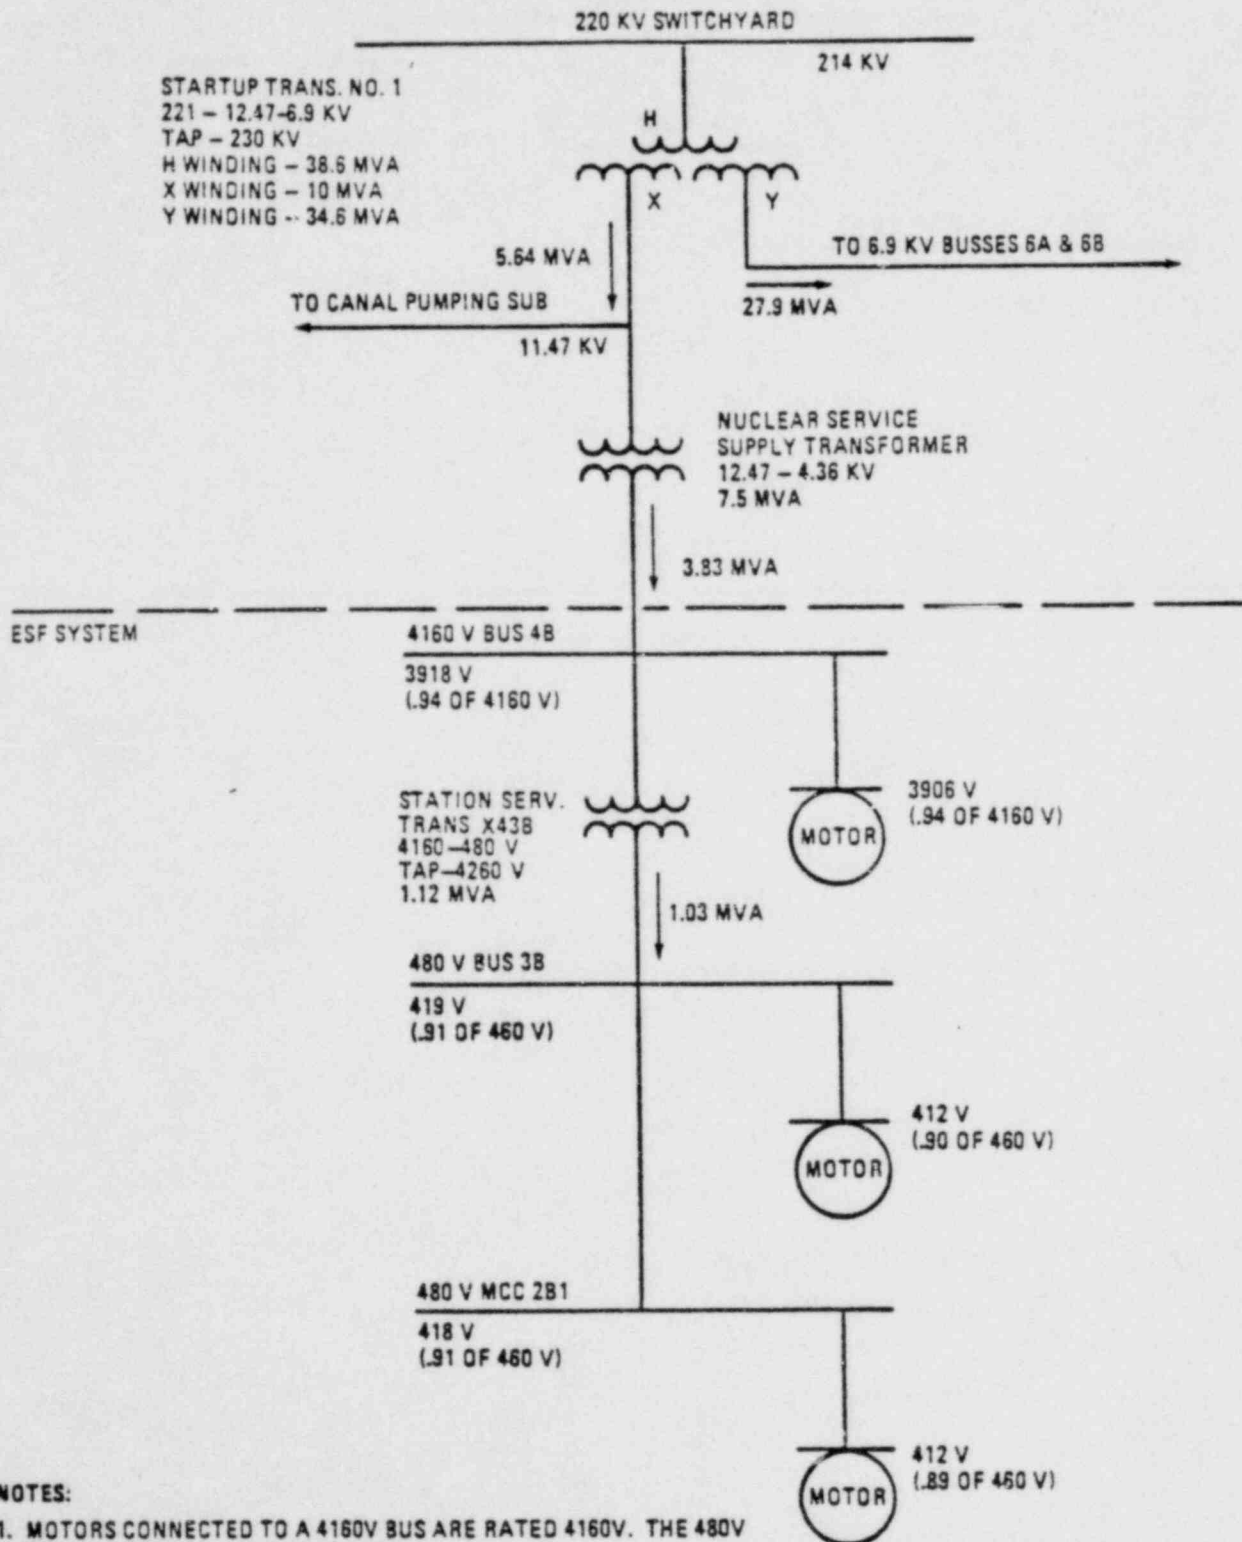 220 KV SWITCHYARD
214 KV
STARTUP TRANS. NO. 1
221 – 12.47–6.9 KV
TAP – 230 KV
H WINDING – 38.6 MVA
X WINDING – 10 MVA
Y WINDING -- 34.6 MVA
H
X
Y
5.64 MVA
TO 6.9 KV BUSSES 6A & 6B
27.9 MVA
TO CANAL PUMPING SUB
11.47 KV
NUCLEAR SERVICE
SUPPLY TRANSFORMER
12.47 – 4.36 KV
7.5 MVA
3.83 MVA
ESF SYSTEM
4160 V BUS 4B
3918 V
(.94 OF 4160 V)
3906 V
(.94 OF 4160 V)
MOTOR
STATION SERV.
TRANS X43B
4160–480 V
TAP–4260 V
1.12 MVA
1.03 MVA
480 V BUS 3B
419 V
(.91 OF 460 V)
412 V
(.90 OF 460 V)
MOTOR
480 V MCC 2B1
418 V
(.91 OF 460 V)
412 V
(.89 OF 460 V)
MOTOR
NOTES:
1. MOTORS CONNECTED TO A 4160V BUS ARE RATED 4160V. THE 480V